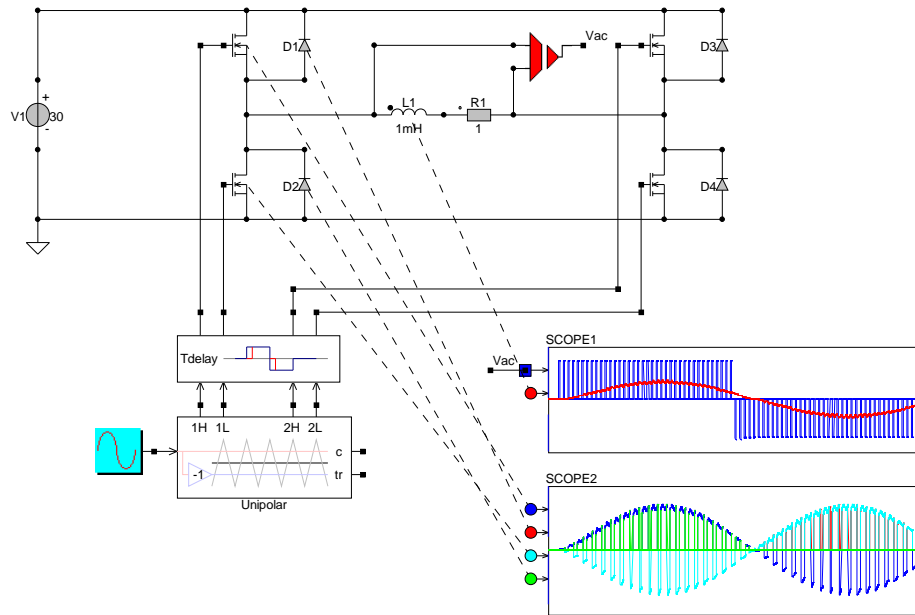 D1
Vac
D3
+
V1 30
-
L1
R1
1mH
1
D2
D4
Tdelay
SCOPE1
Vac
1H 1L 2H 2L
c
-1
tr
Unipolar
SCOPE2